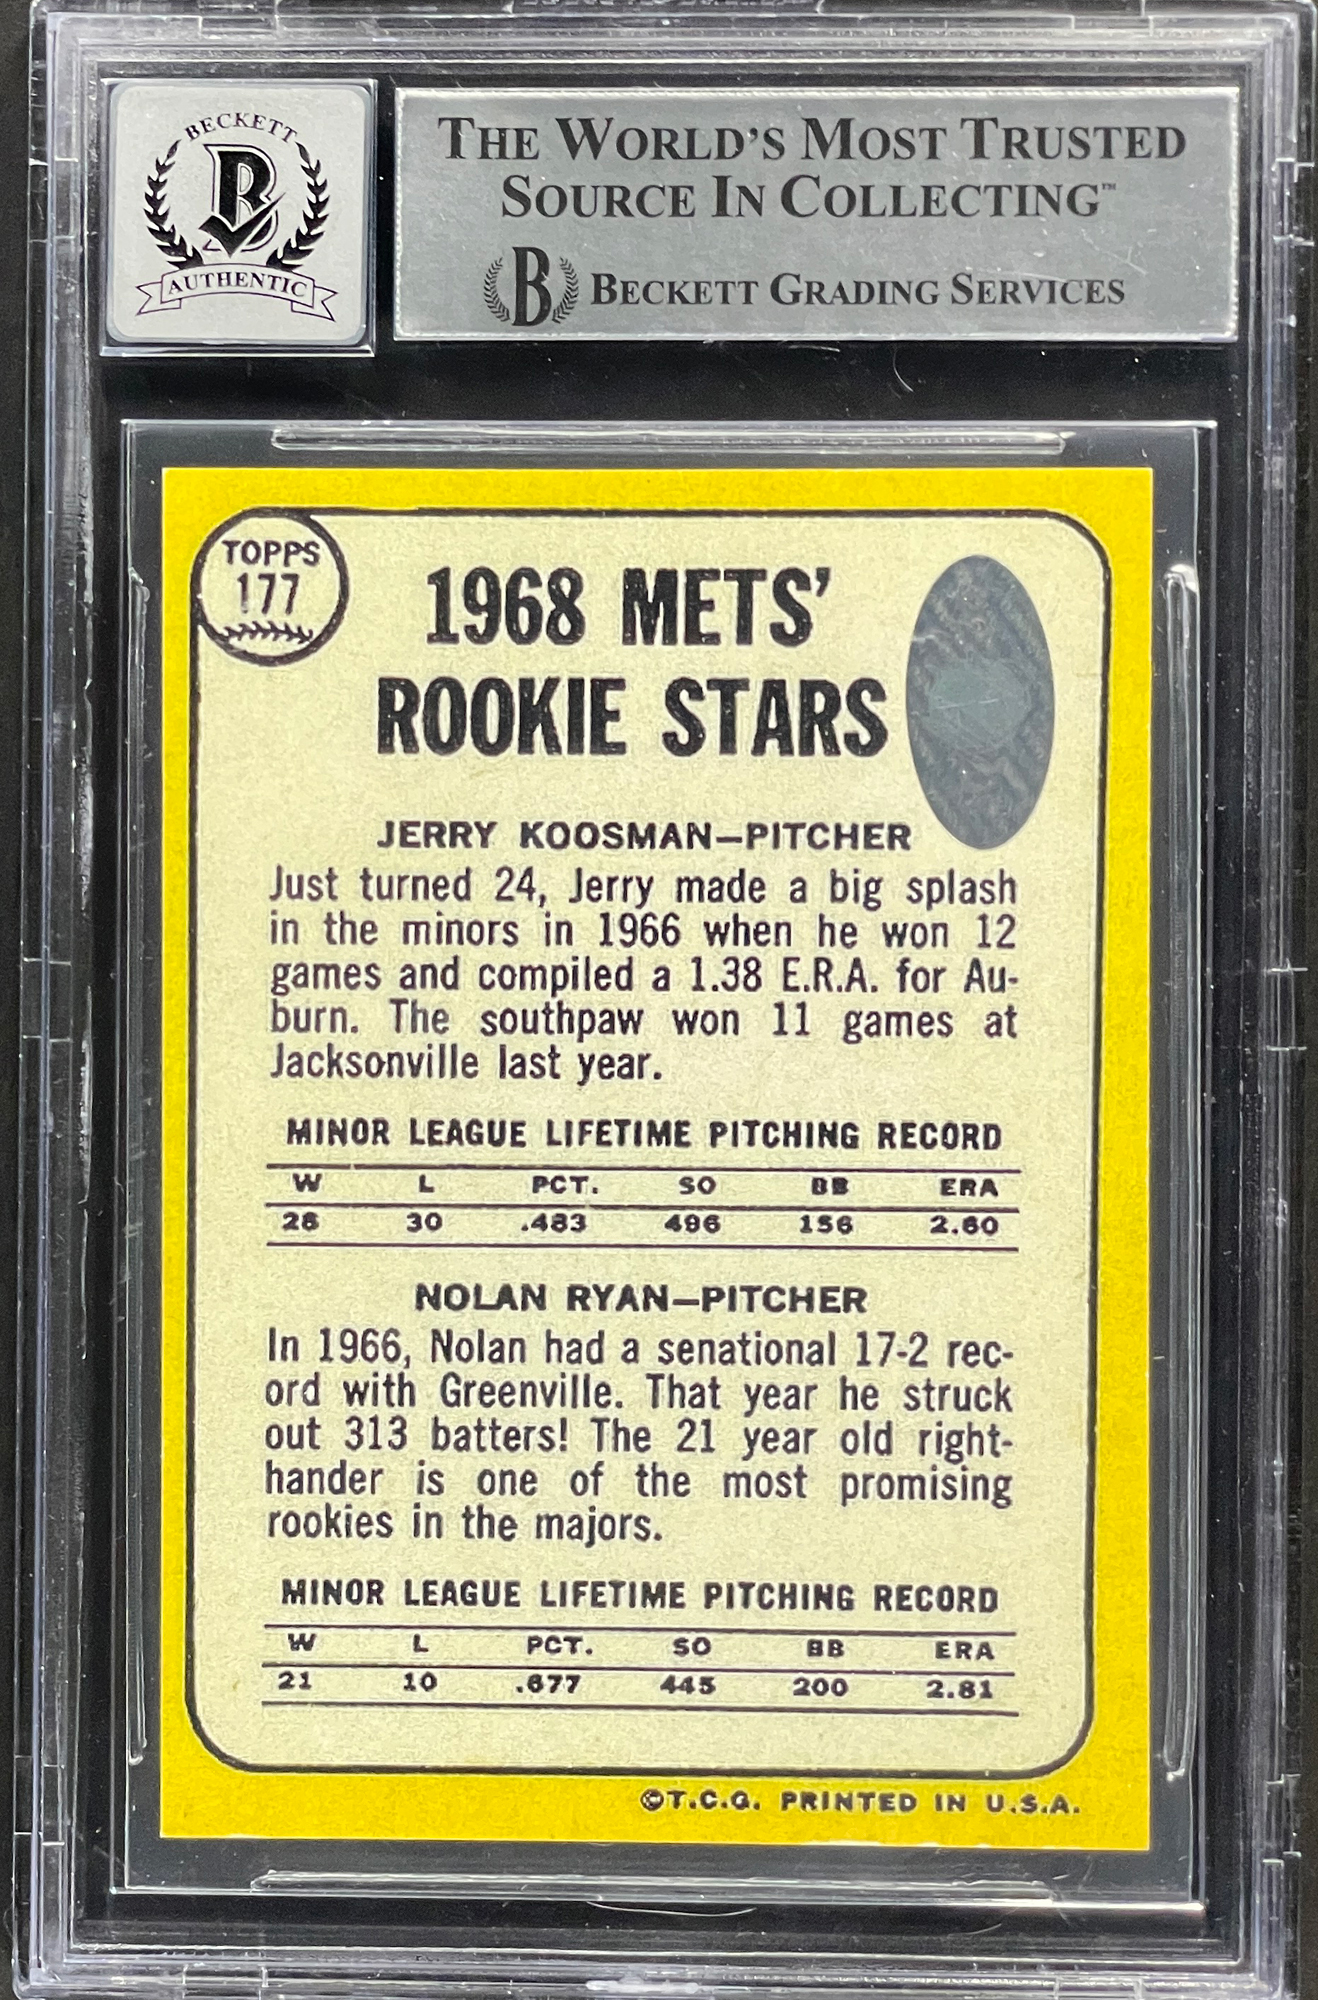 BECKETT
B
AUTHENTIC
THE WORLD'S MOST TRUSTED
SOURCE IN COLLECTING™
B BECKETT GRADING SERVICES
TOPPS
177
1968 METS'
ROOKIE STARS
JERRY KOOSMAN—PITCHER
Just turned 24, Jerry made a big splash
in the minors in 1966 when he won 12
games and compiled a 1.38 E.R.A. for Au-
burn. The southpaw won 11 games at
Jacksonville last year.
MINOR LEAGUE LIFETIME PITCHING RECORD
W L PCT. SO BB ERA
28 30 .483 496 156 2.60
NOLAN RYAN—PITCHER
In 1966, Nolan had a senational 17-2 rec-
ord with Greenville. That year he struck
out 313 batters! The 21 year old right-
hander is one of the most promising
rookies in the majors.
MINOR LEAGUE LIFETIME PITCHING RECORD
W L PCT. SO BB ERA
21 10 .677 445 200 2.81
©T.C.G. PRINTED IN U.S.A.